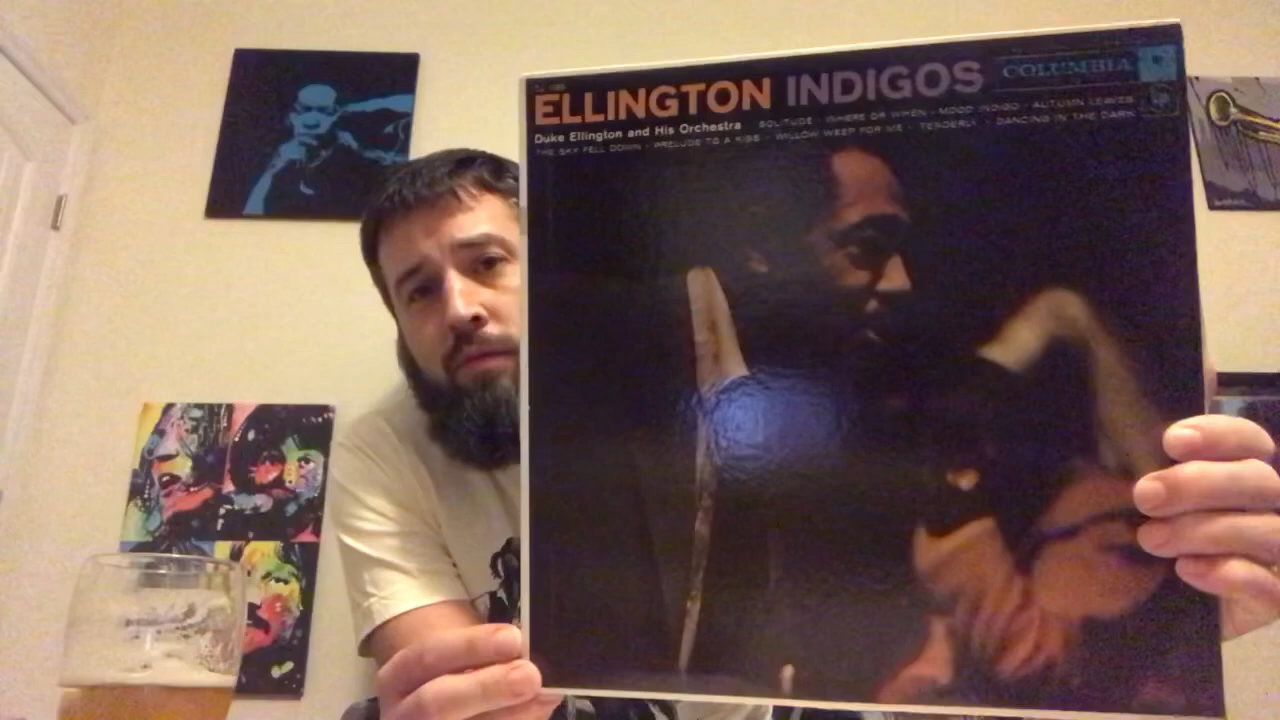 ELLINGTON INDIGOS
COLUMBIA
Duke Ellington and His Orchestra SOLITUDE · WHERE OR WHEN · MOOD INDIGO · AUTUMN LEAVES
THE SKY FELL DOWN · PRELUDE TO A KISS · WILLOW WEEP FOR ME · TENDERLY · DANCING IN THE DARK